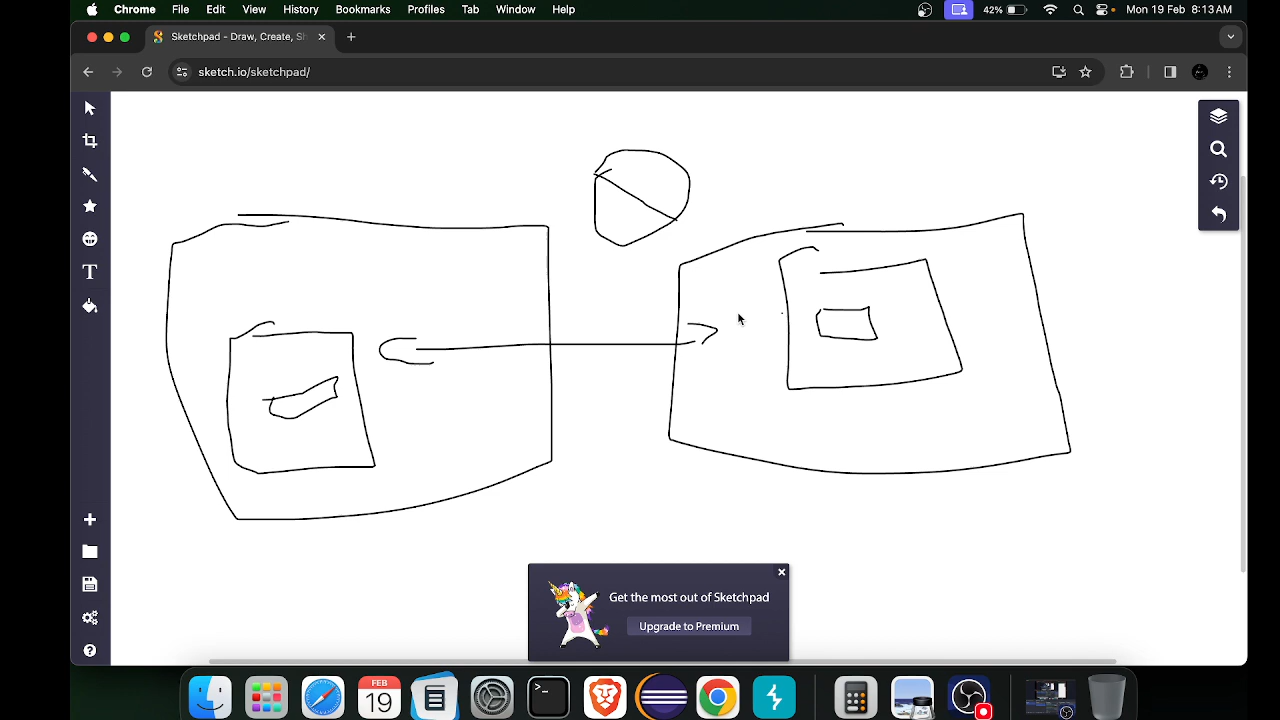 Chrome File Edit View History Bookmarks Profiles Tab Window Help 42% Mon 19 Feb 8:13 AM
Sketchpad - Draw, Create, Sh
sketch.io/sketchpad/
T
Get the most out of Sketchpad
Upgrade to Premium
FEB
19